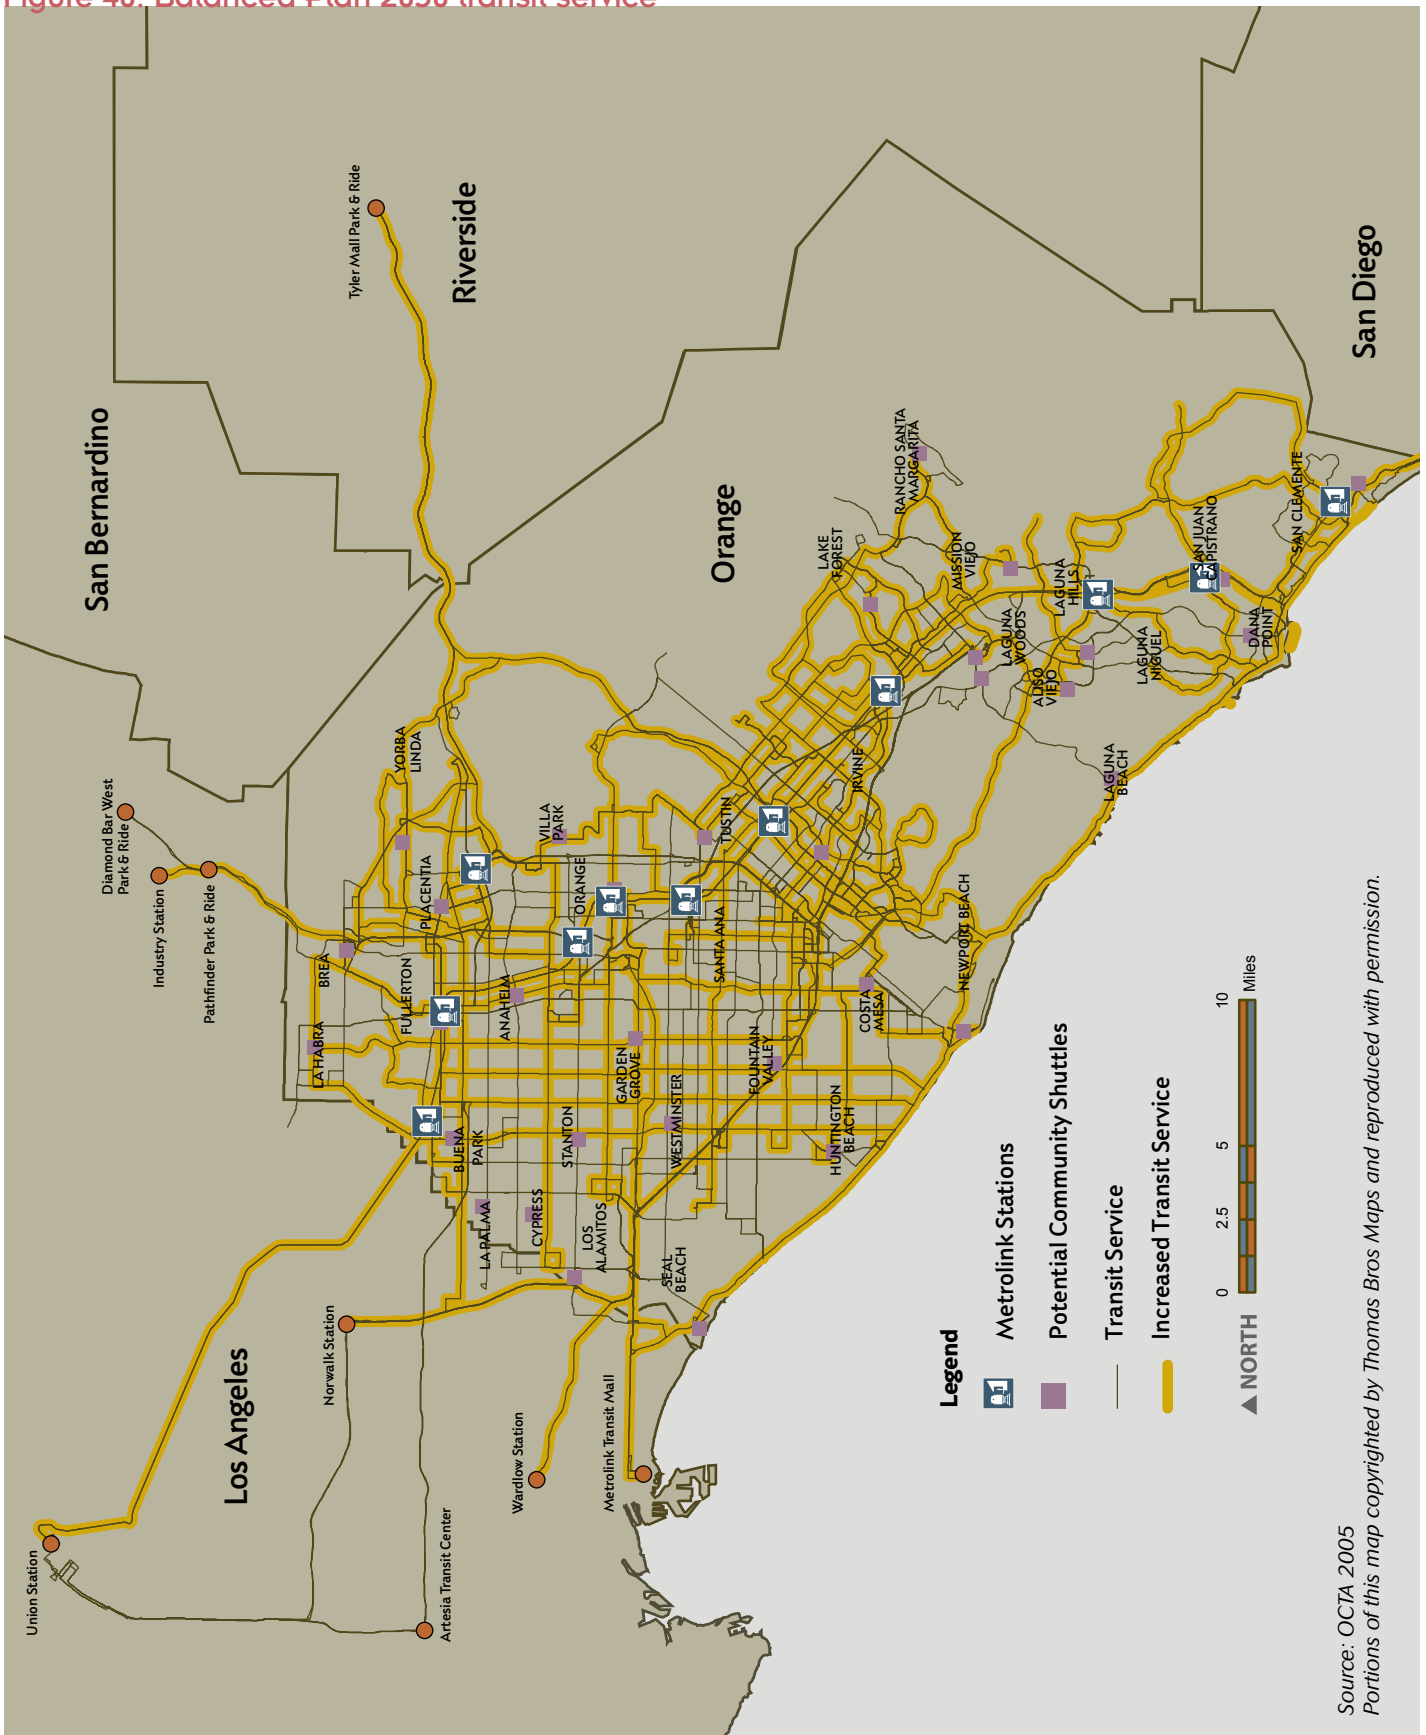 Figure 40: Balanced Plan 2030 transit service
Union Station
Artesia Transit Center
Los Angeles
Norwalk Station
Wardlow Station
Metrolink Transit Mall
Diamond Bar West
Park & Ride
Industry Station
Pathfinder Park & Ride
San Bernardino
Tyler Mall Park & Ride
Riverside
Orange
San Diego
LA HABRA
BREA
FULLERTON
PLACENTIA
YORBA
LINDA
BUENA
PARK
LA PALMA
CYPRESS
LOS
ALAMITOS
SEAL
BEACH
STANTON
ANAHEIM
ORANGE
VILLA
PARK
GARDEN
GROVE
WESTMINSTER
SANTA ANA
TUSTIN
FOUNTAIN
VALLEY
HUNTINGTON
BEACH
COSTA
MESA
IRVINE
NEWPORT BEACH
LAKE
FOREST
RANCHO SANTA
MARGARITA
MISSION
VIEJO
LAGUNA
WOODS
LAGUNA
HILLS
ALISO
VIEJO
LAGUNA
BEACH
LAGUNA
NIGUEL
SAN JUAN
CAPISTRANO
DANA
POINT
SAN CLEMENTE
Legend
Metrolink Stations
Potential Community Shuttles
Transit Service
Increased Transit Service
NORTH
0 2.5 5 10
Miles
Source: OCTA 2005
Portions of this map copyrighted by Thomas Bros Maps and reproduced with permission.